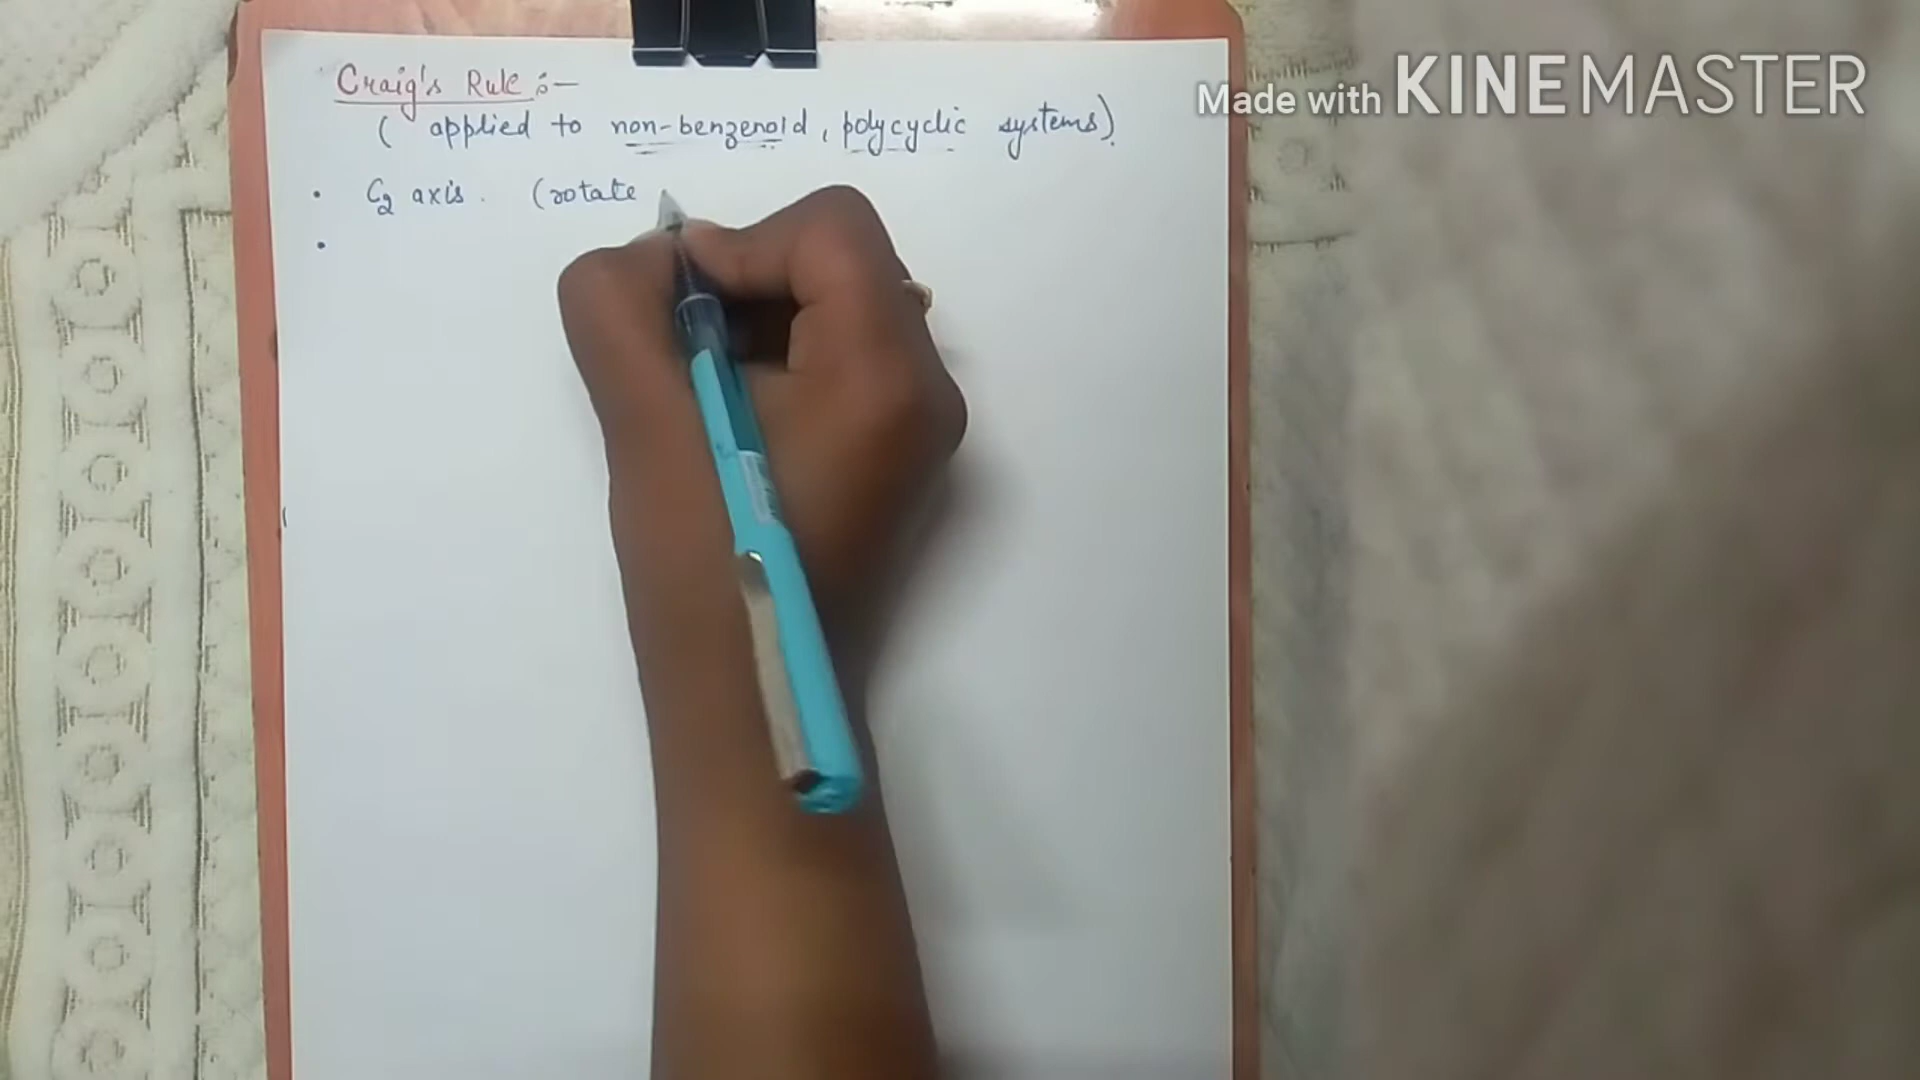 Craig's Rule :-
( applied to non-benzenoid, polycyclic systems).
• C2 axis. (rotate
•
Made with KINEMASTER